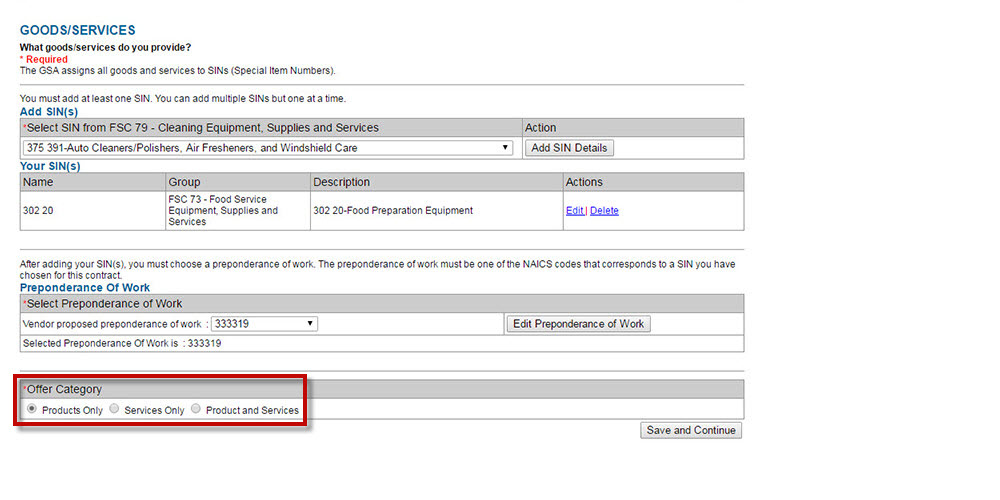 GOODS/SERVICES
What goods/services do you provide?
* Required
The GSA assigns all goods and services to SINs (Special Item Numbers).
You must add at least one SIN. You can add multiple SINs but one at a time.
Add SIN(s)
*Select SIN from FSC 79 - Cleaning Equipment, Supplies and Services Action
375 391-Auto Cleaners/Polishers, Air Fresheners, and Windshield Care Add SIN Details
Your SIN(s)
Name Group Description Actions
302 20 FSC 73 - Food Service Equipment, Supplies and Services 302 20-Food Preparation Equipment Edit | Delete
After adding your SIN(s), you must choose a preponderance of work. The preponderance of work must be one of the NAICS codes that corresponds to a SIN you have
chosen for this contract.
Preponderance Of Work
*Select Preponderance of Work
Vendor proposed preponderance of work : 333319 Edit Preponderance of Work
Selected Preponderance Of Work is : 333319
*Offer Category
Products Only Services Only Product and Services
Save and Continue